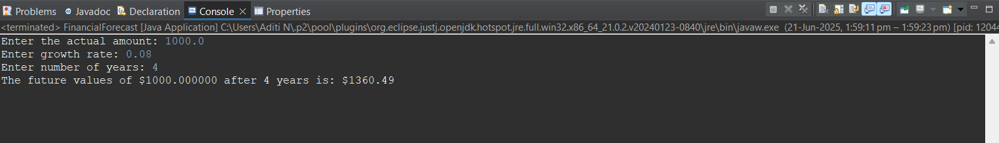 Problems @ Javadoc Declaration Console Properties
<terminated> FinancialForecast [Java Application] C:\Users\Aditi N\.p2\pool\plugins\org.eclipse.justj.openjdk.hotspot.jre.full.win32.x86_64_21.0.2.v20240123-0840\jre\bin\javaw.exe (21-Jun-2025, 1:59:11 pm – 1:59:23 pm) [pid: 12044
Enter the actual amount: 1000.0
Enter growth rate: 0.08
Enter number of years: 4
The future values of $1000.000000 after 4 years is: $1360.49